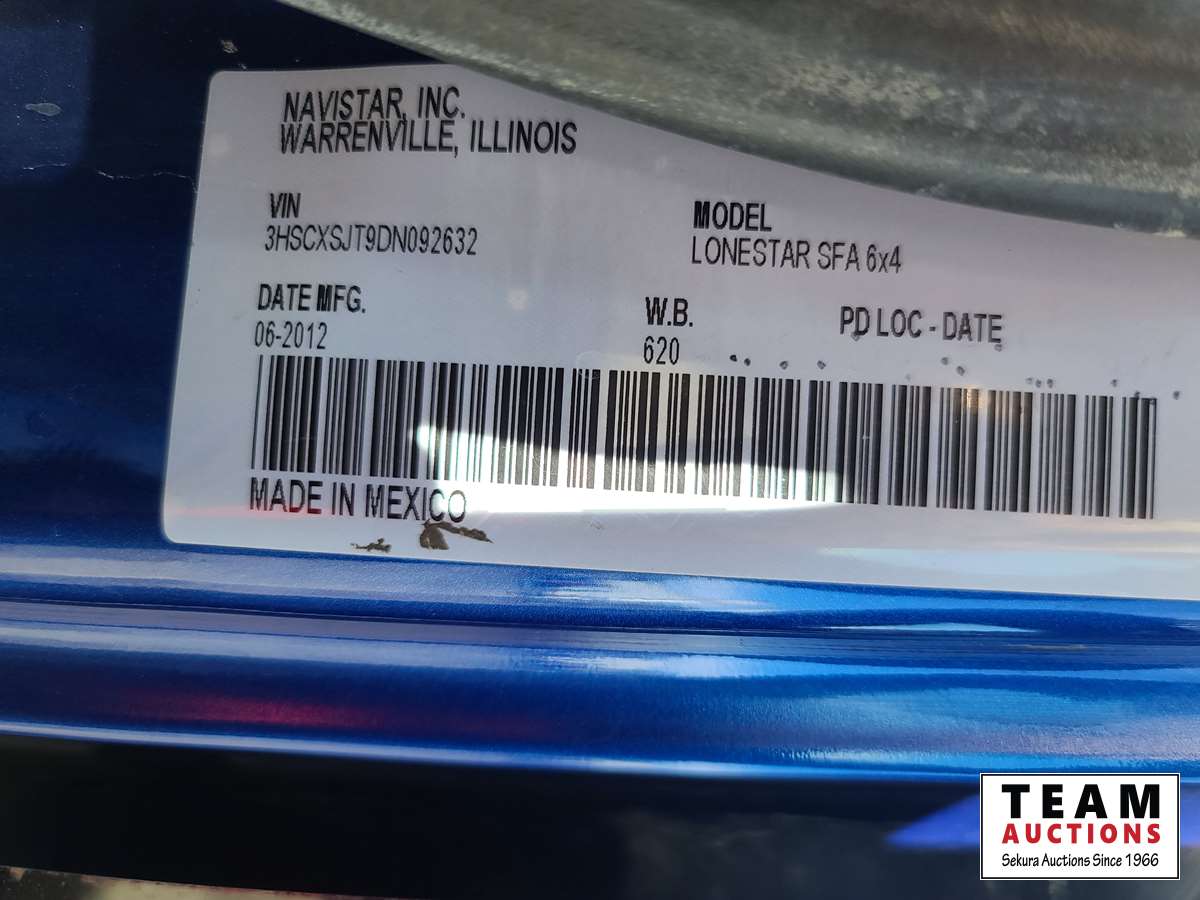 NAVISTAR, INC.
WARRENVILLE, ILLINOIS
VIN
3HSCXSJT9DN092632
MODEL
LONESTAR SFA 6x4
DATE MFG.
06-2012
W.B.
620
PD LOC - DATE
MADE IN MEXICO
TEAM
AUCTIONS
Sekura Auctions Since 1966